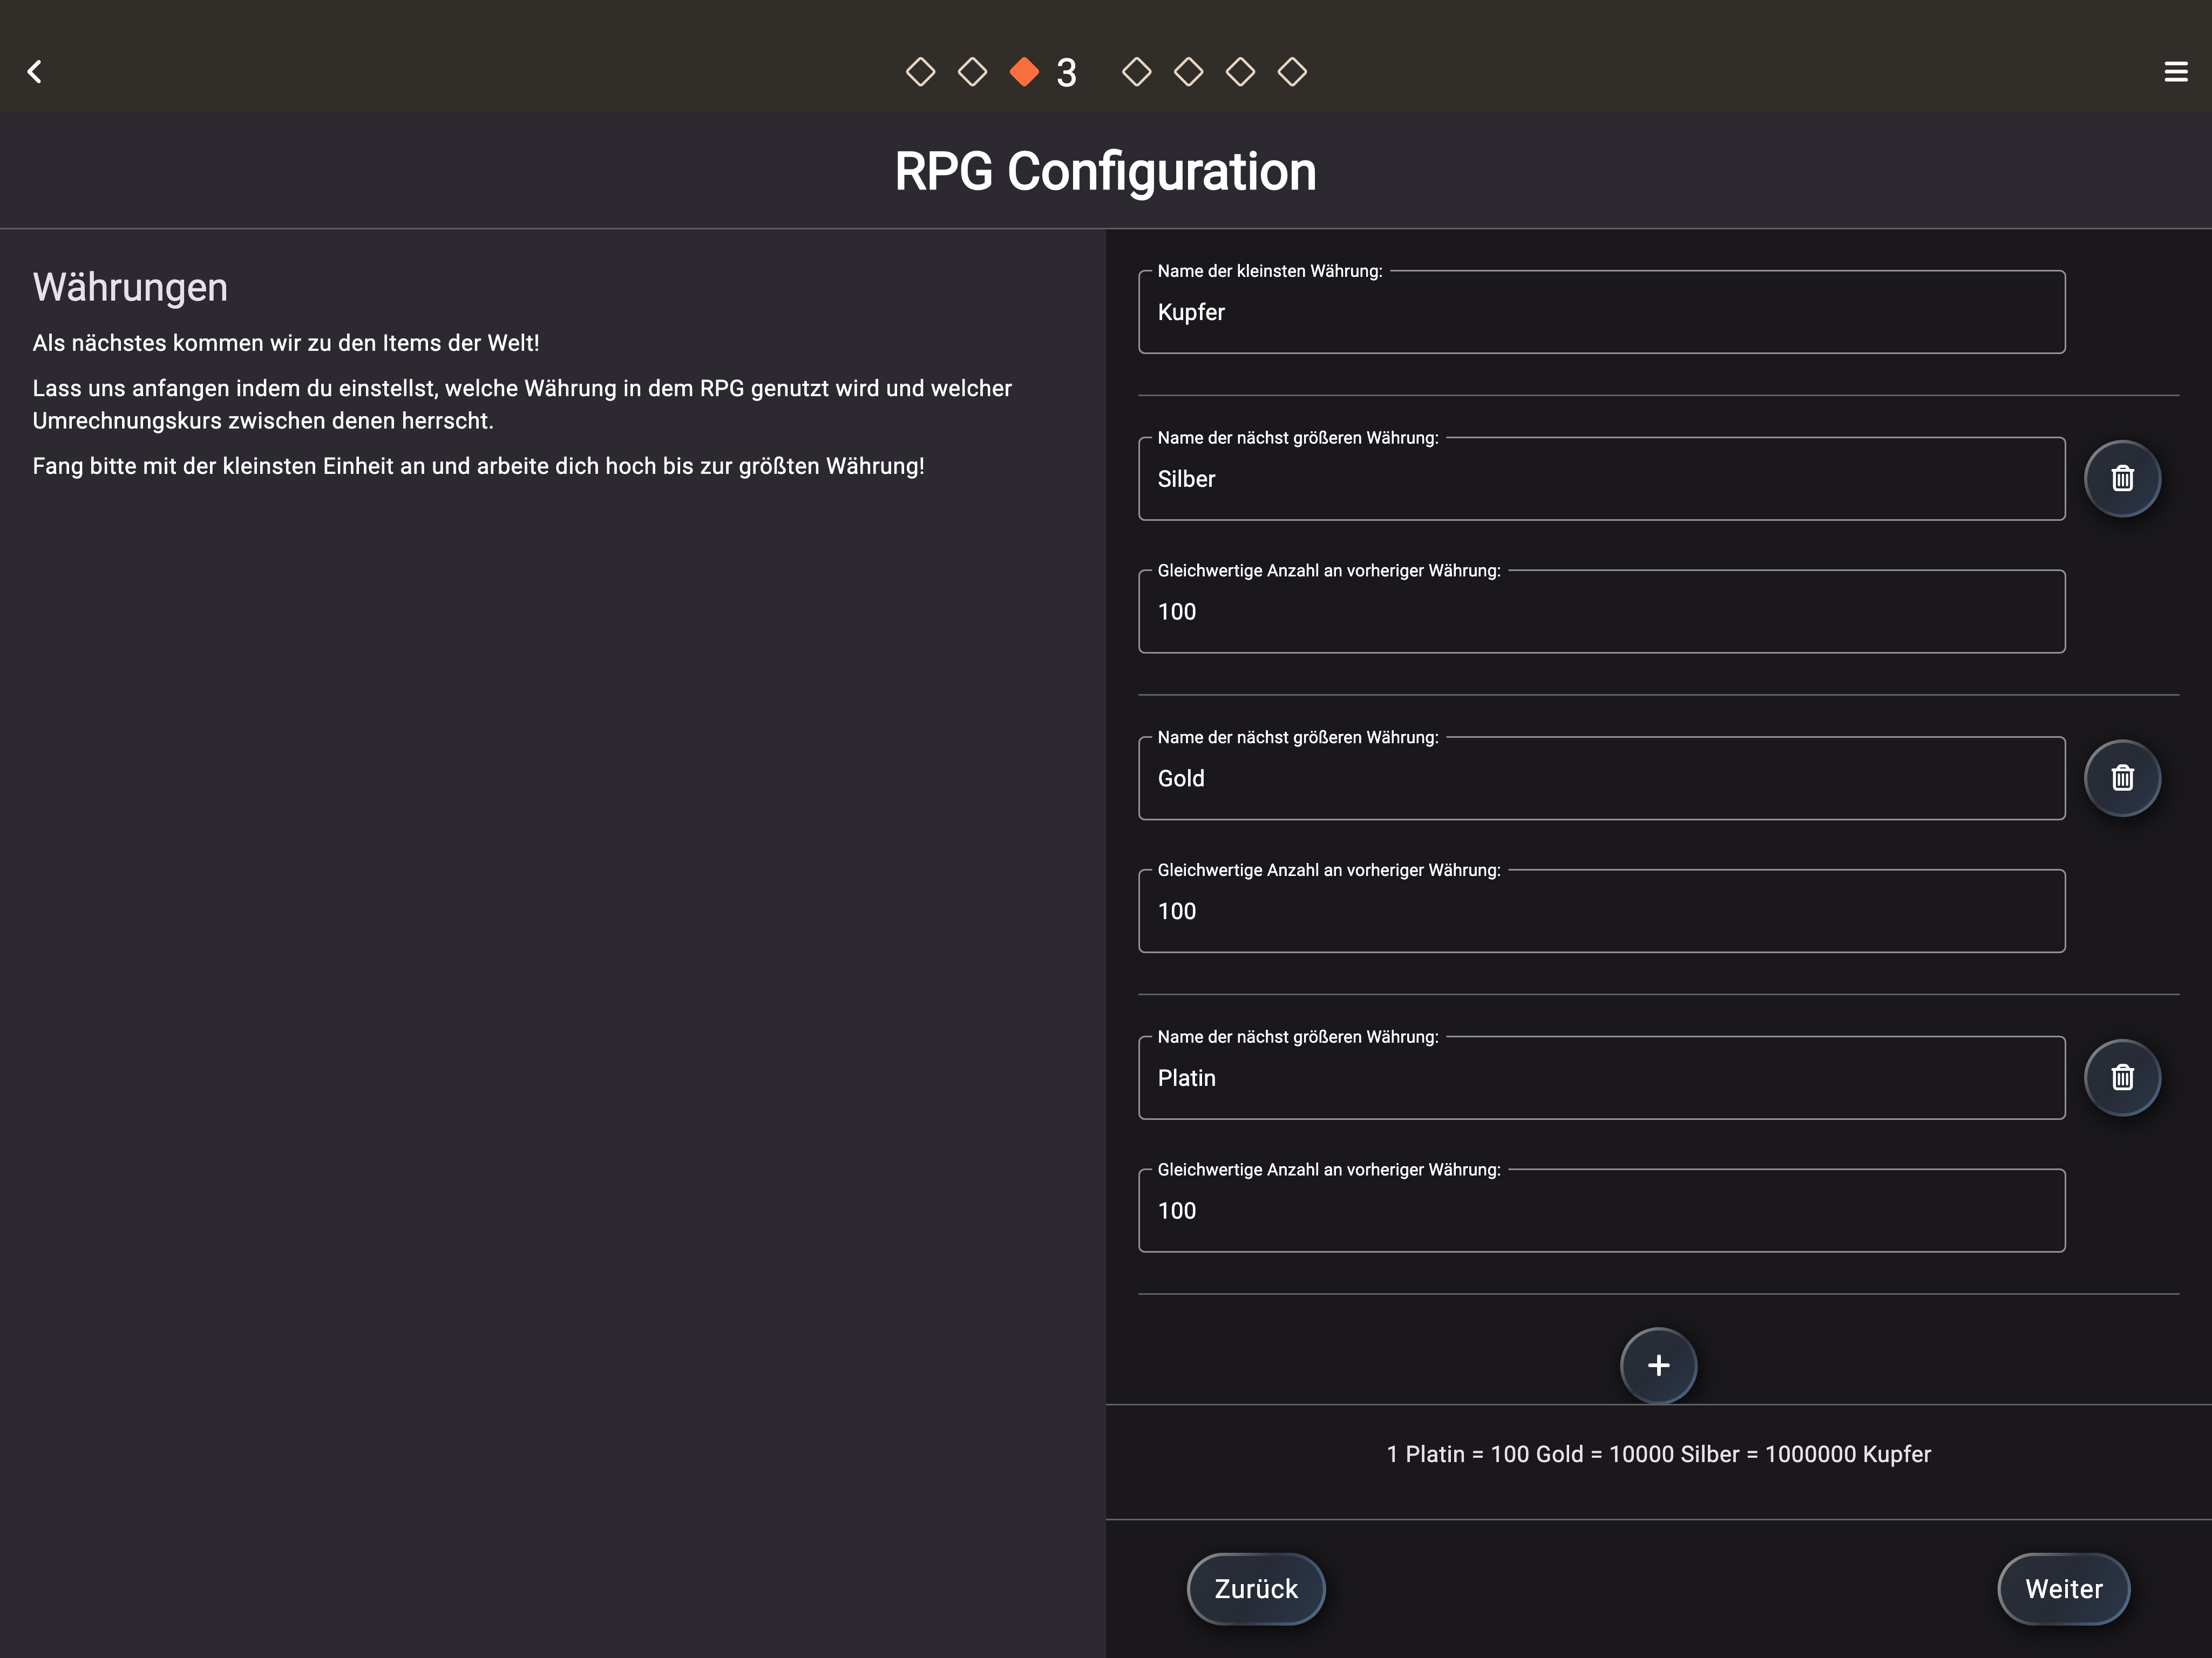 3
RPG Configuration
Währungen
Als nächstes kommen wir zu den Items der Welt!
Lass uns anfangen indem du einstellst, welche Währung in dem RPG genutzt wird und welcher
Umrechnungskurs zwischen denen herrscht.
Fang bitte mit der kleinsten Einheit an und arbeite dich hoch bis zur größten Währung!
Name der kleinsten Währung:
Kupfer
Name der nächst größeren Währung:
Silber
Gleichwertige Anzahl an vorheriger Währung:
100
Name der nächst größeren Währung:
Gold
Gleichwertige Anzahl an vorheriger Währung:
100
Name der nächst größeren Währung:
Platin
Gleichwertige Anzahl an vorheriger Währung:
100
1 Platin = 100 Gold = 10000 Silber = 1000000 Kupfer
Zurück
Weiter